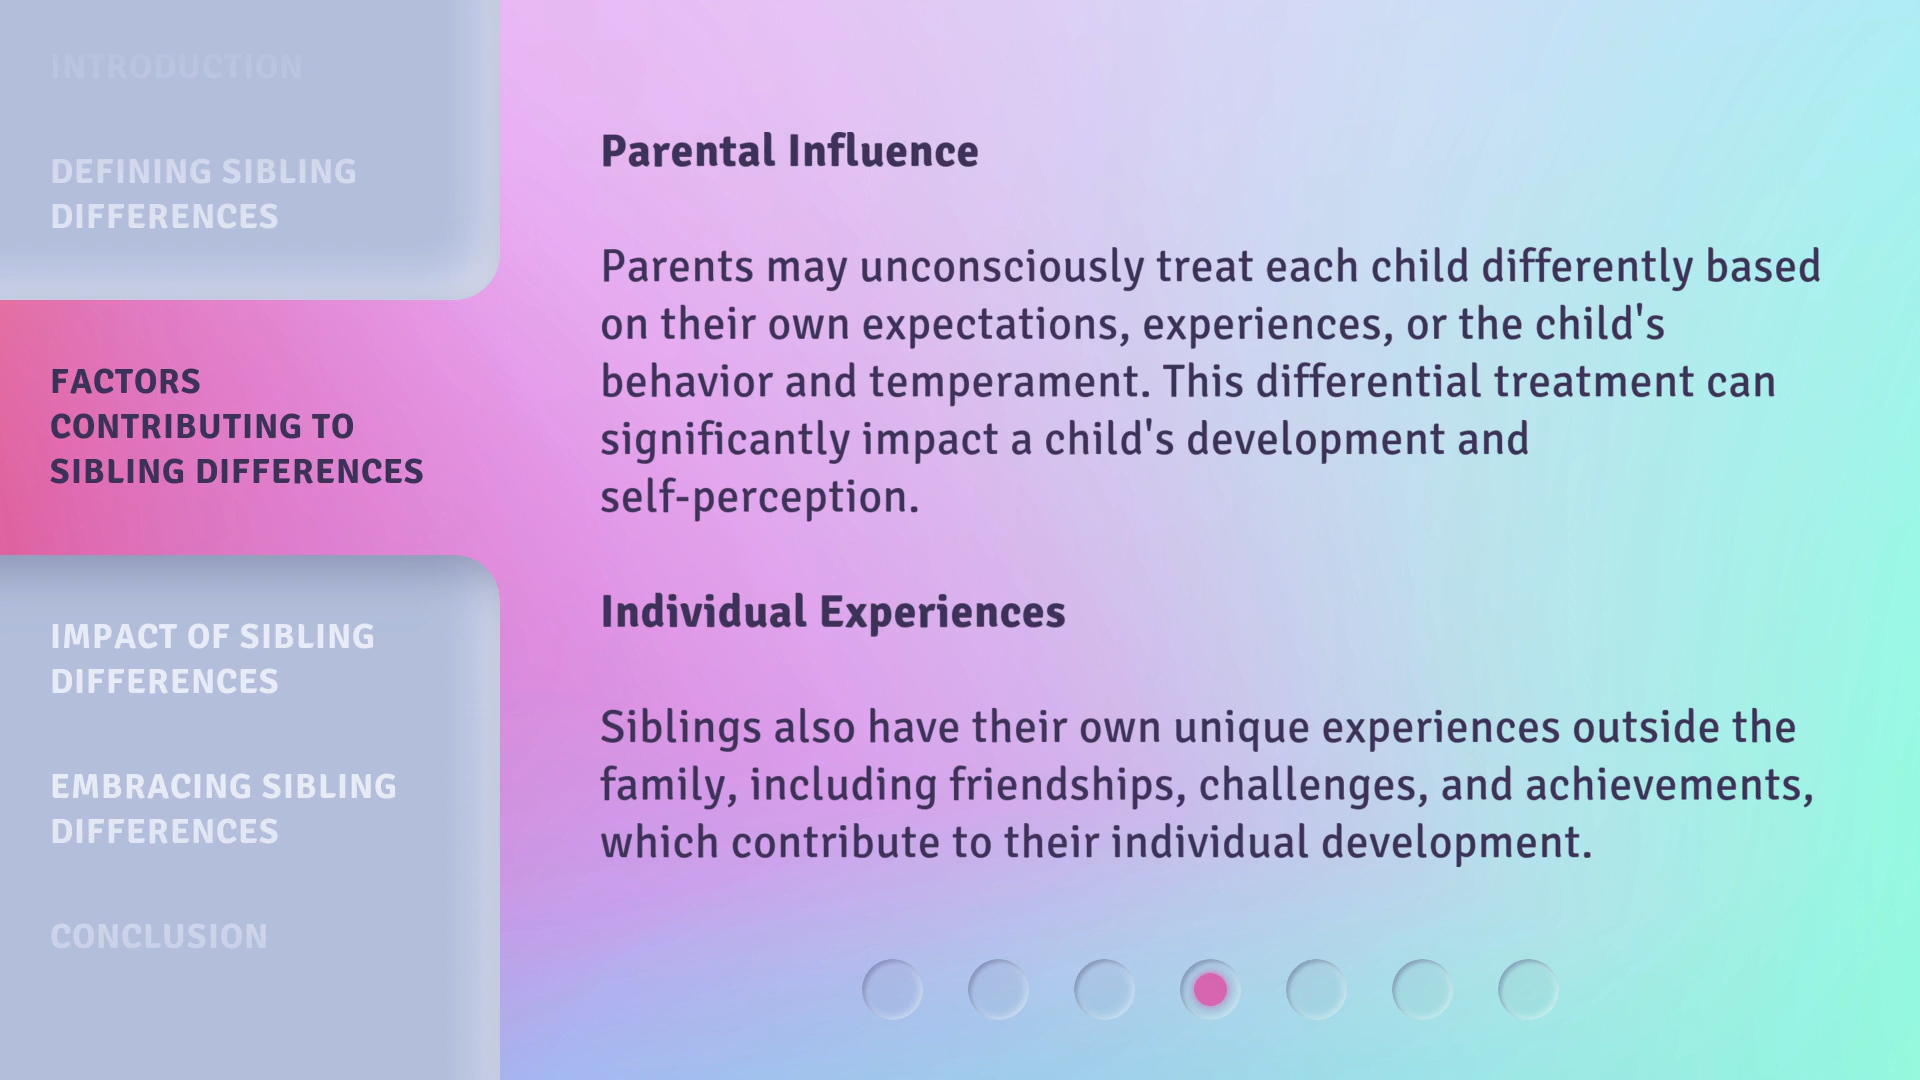 INTRODUCTION
DEFINING SIBLING
DIFFERENCES
FACTORS
CONTRIBUTING TO
SIBLING DIFFERENCES
IMPACT OF SIBLING
DIFFERENCES
EMBRACING SIBLING
DIFFERENCES
CONCLUSION
Parental Influence
Parents may unconsciously treat each child differently based
on their own expectations, experiences, or the child's
behavior and temperament. This differential treatment can
significantly impact a child's development and
self-perception.
Individual Experiences
Siblings also have their own unique experiences outside the
family, including friendships, challenges, and achievements,
which contribute to their individual development.